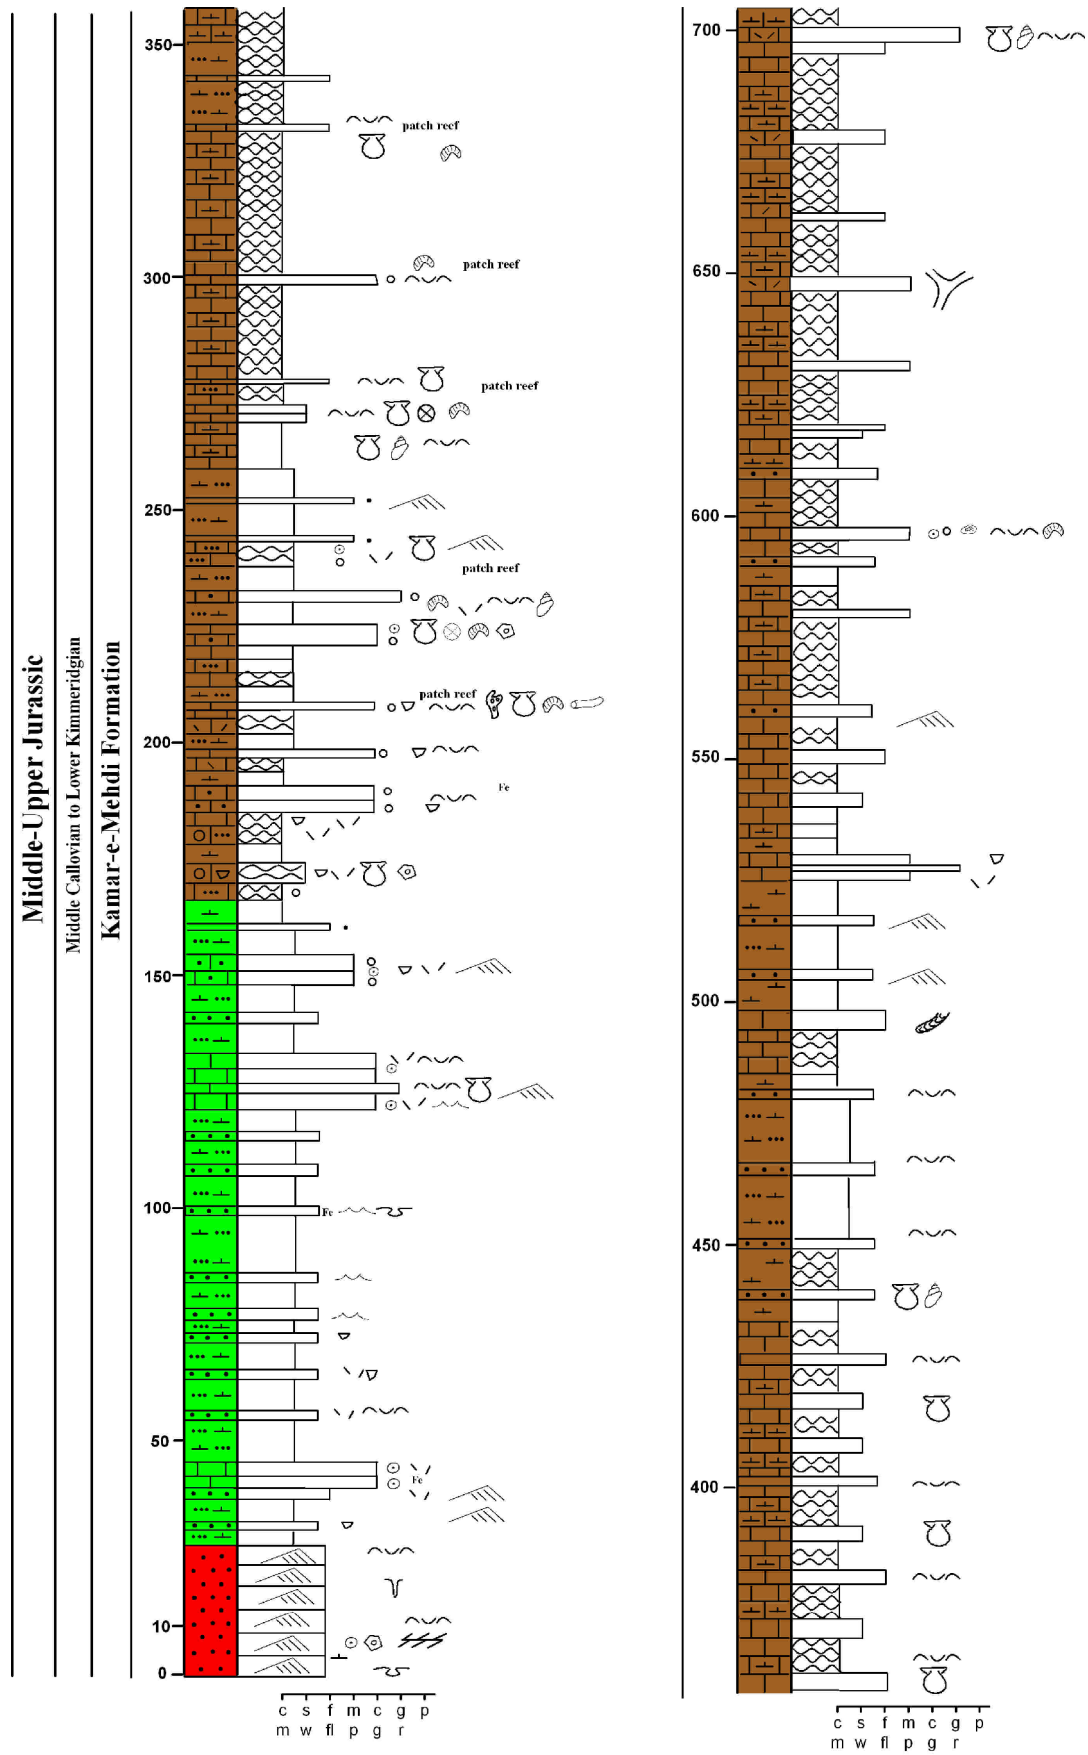 Middle-Upper Jurassic
Middle Callovian to Lower Kimmeridgian
Kamar-e-Mehdi Formation
350
patch reef
patch reef
300
patch reef
250
patch reef
patch reef
200
Fe
150
100
Fe
50
Fe
10
0
c s f m c g p
m w fl p g r
700
650
600
550
500
450
400
c s f m c g p
m w fl p g r